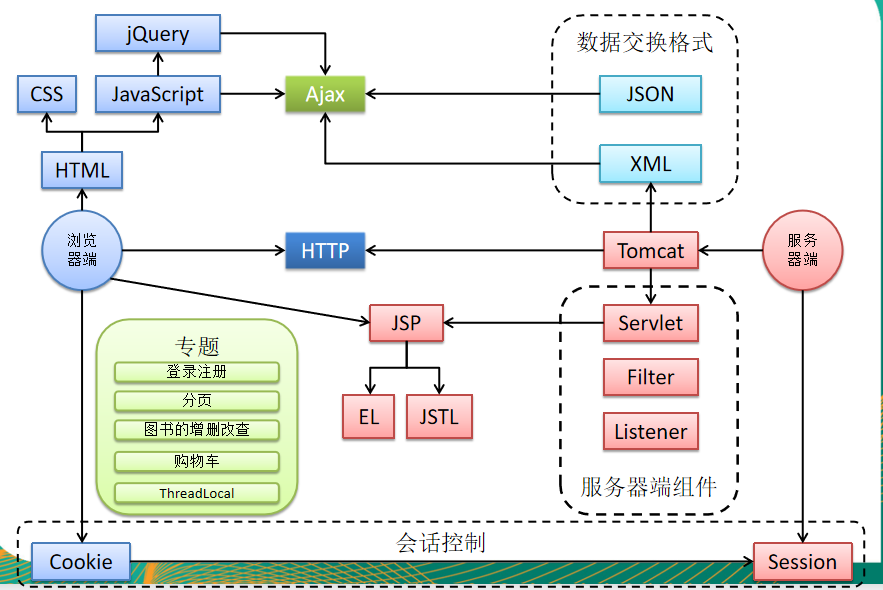 jQuery
数据交换格式
CSS
JavaScript
Ajax
JSON
HTML
XML
浏览
器端
HTTP
Tomcat
服务
器端
JSP
Servlet
专题
登录注册
分页
图书的增删改查
购物车
ThreadLocal
EL
JSTL
Filter
Listener
服务器端组件
会话控制
Cookie
Session